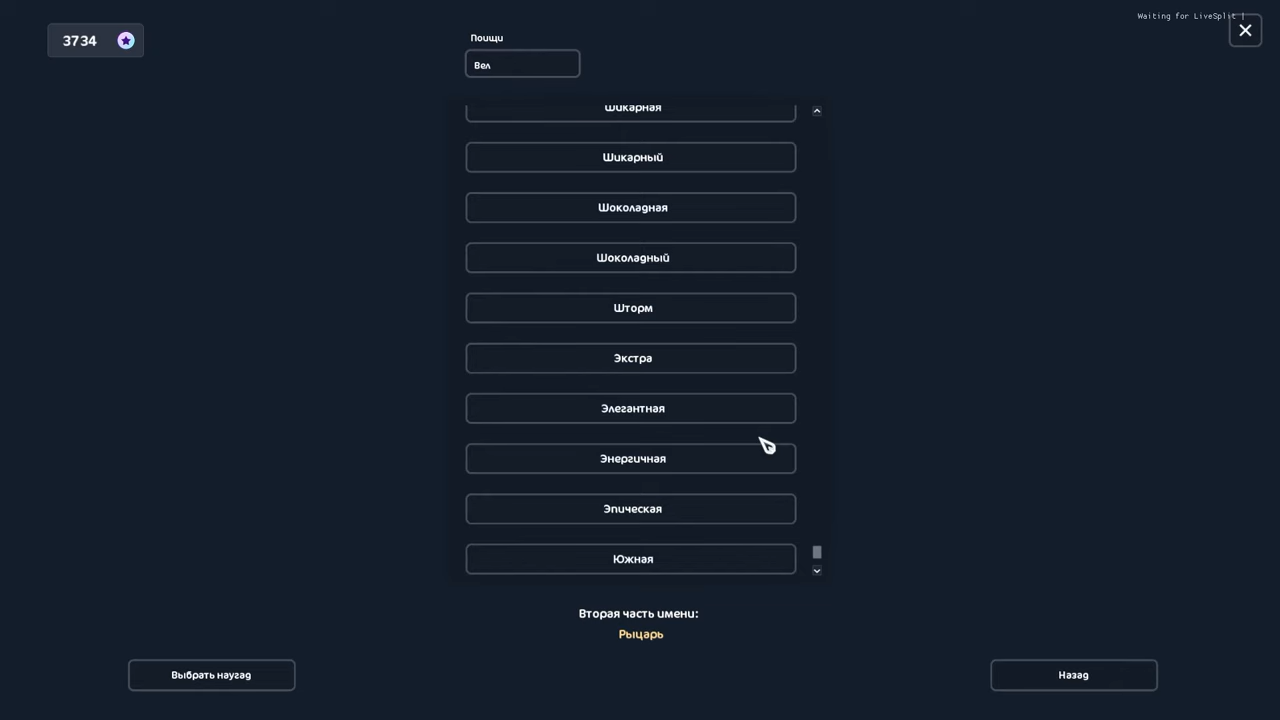 Waiting for LiveSplit |
3734
Поищи
Вел
Шикарная
Шикарный
Шоколадная
Шоколадный
Шторм
Экстра
Элегантная
Энергичная
Эпическая
Южная
Вторая часть имени:
Рыцарь
Выбрать наугад
Назад